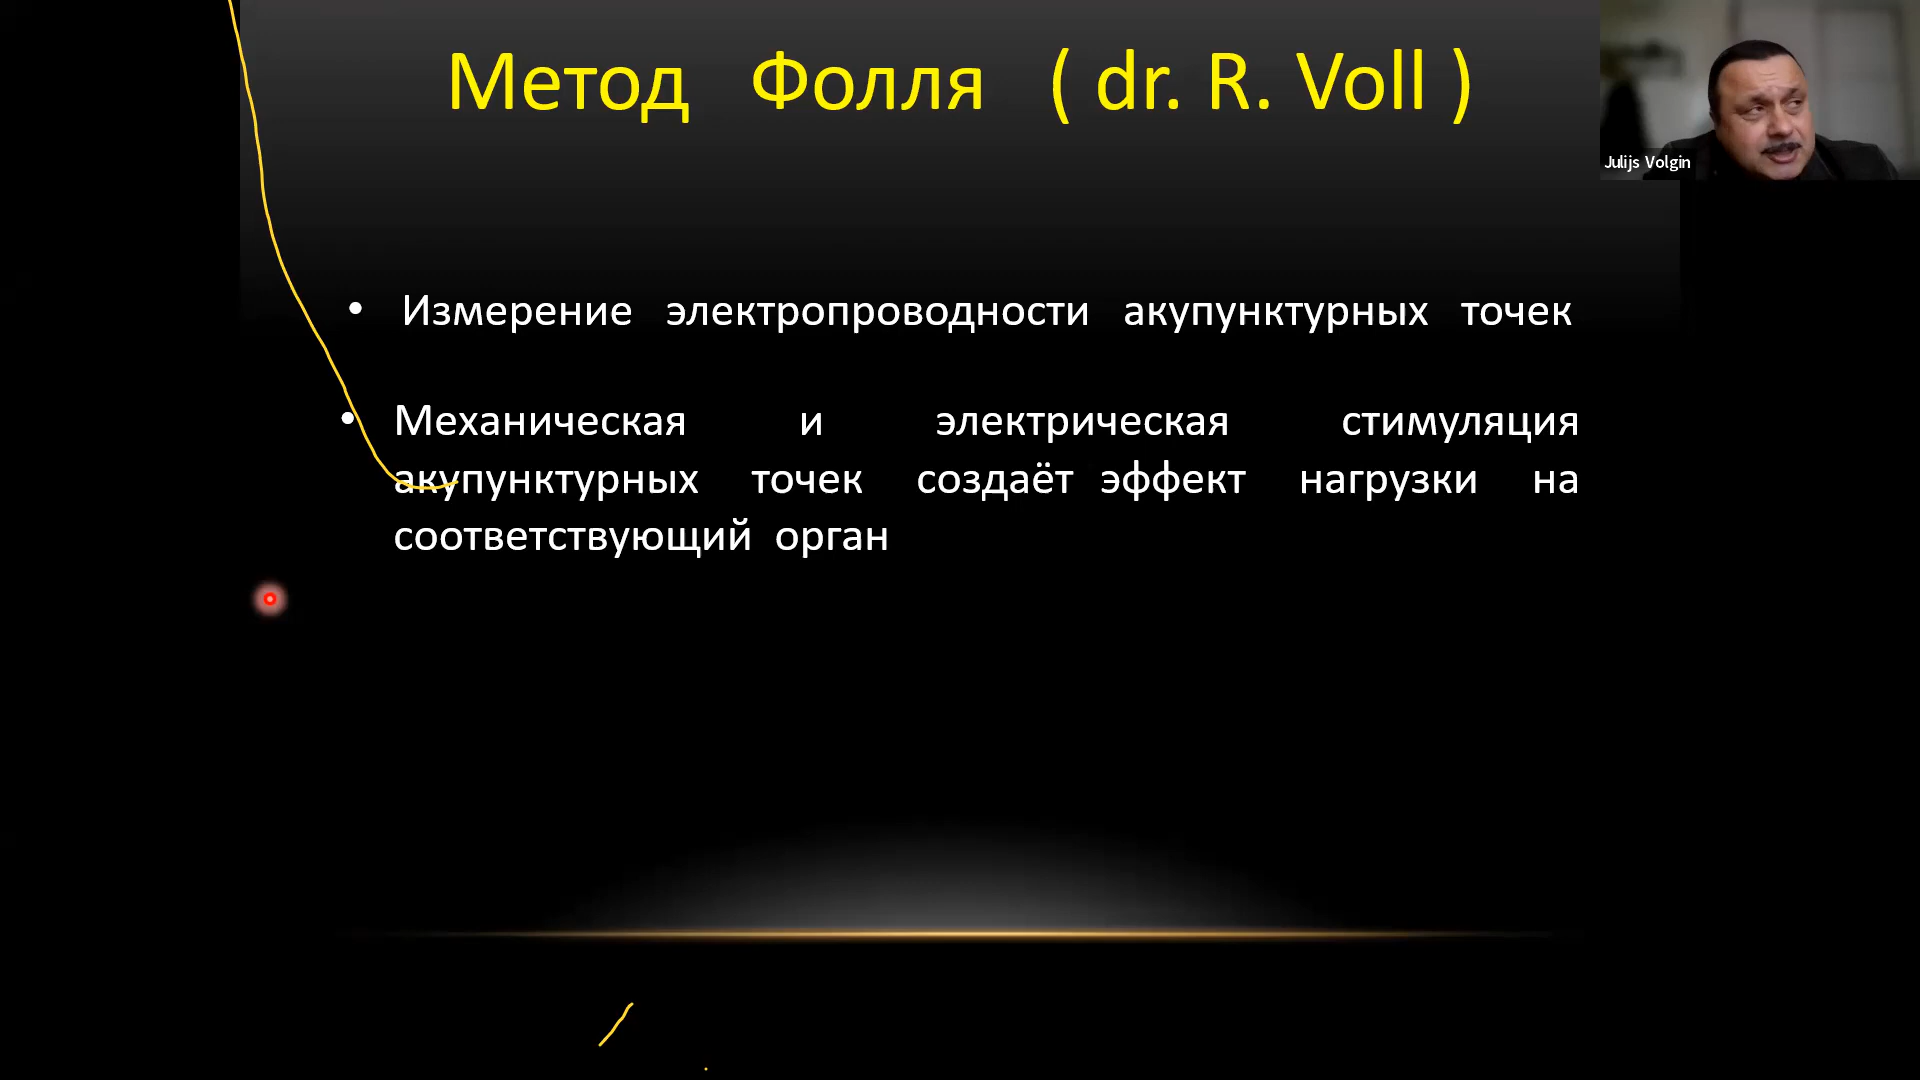 Метод Фолля ( dr. R. Voll )
Julijs Volgin
• Измерение электропроводности акупунктурных точек
• Механическая и электрическая стимуляция
акупунктурных точек создаёт эффект нагрузки на
соответствующий орган